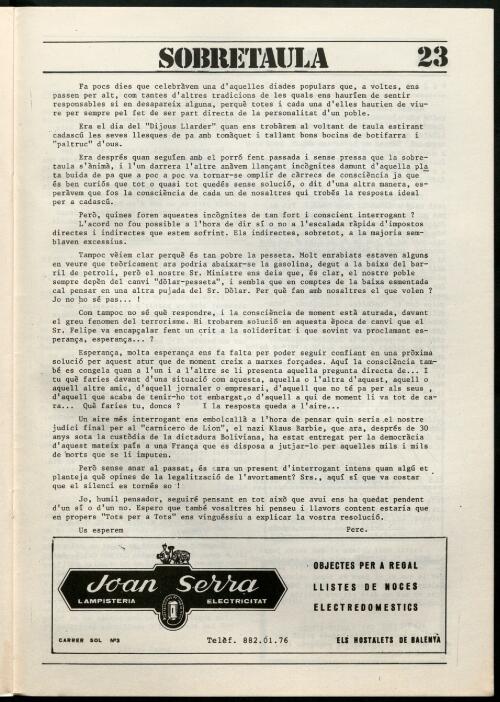 SOBRETAULA 23
Fa pocs dies que celebràvem una d'aquelles diades populars que, a voltes, ens
passen per alt, com tantes d'altres tradicions de les quals ens hauríem de sentir
responsables si en desapareix alguna, perquè totes i cada una d'elles haurien de viu-
re per sempre pel fet de ser part directa de la personalitat d'un poble.
Era el dia del "Dijous Llarder" quan ens trobàrem al voltant de taula estirant
cadascú les seves llesques de pa amb tomàquet i tallant bons bocins de botifarra i
"paltruc" d'ous.
Era després quan seguíem amb el porró fent passada i sense pressa que la sobre-
taula s'ànimà, i l'un darrera l'altre anàvem llançant incògnites damunt d'aquella pla
ta buida de pa que a poc a poc va tornar-se omplir de càrrecs de consciència ja que
és ben curiós que tot o quasi tot quedés sense solució, o dit d'una altra manera, es-
peràvem que fos la consciència de cada un de nosaltres qui trobés la resposta ideal
per a cadascú.
Però, quines foren aquestes incògnites de tan fort i conscient interrogant ?
L'acord no fou possible a l'hora de dir sí o no a l'escalada ràpida d'impostos
directes i indirectes que estem sofrint. Els indirectes, sobretot, a la majoria sem-
blaven excessius.
Tampoc vèiem clar perquè és tan pobre la pesseta. Molt enrabiats estaven alguns
en veure que teòricament ara podria abaixar-se la gasolina, degut a la baixa del bar-
ril de petroli, però el nostre Sr. Ministre ens deia que, és clar, el nostre poble
sempre depèn del canvi "dòlar-pesseta", i sembla que en comptes de la baixa esmentada
cal pensar en una altra pujada del Sr. Dòlar. Per què fan amb nosaltres el que volen ?
Jo no ho sé pas... !
Com tampoc no sé què respondre, i la consciència de moment està aturada, davant
el greu fenomen del terrorisme. Hi trobarem solució en aquesta època de canvi que el
Sr. Felipe va encapçalar fent un crit a la solideritat i que sovint va proclamant es-
perança, esperança... ?
Esperança, molta esperança ens fa falta per poder seguir confiant en una pròxima
solució per aquest atur que de moment creix a marxes forçades. Aquí la consciència tam-
bé es congela quan a l'un i a l'altre se li presenta aquella pregunta directa de... I
tu què faries davant d'una situació com aquesta, aquella o l'altra d'aquest, aquell o
aquell altre amic, d'aquell jornaler o empresari, d'aquell que no té pa per als seus ,
d'aquell que acaba de tenir-ho tot embargat,o d'aquell a qui de moment li va tot de ca-
ra... Què faries tu, doncs ? I la resposta queda a l'aire...
Un aire més interrogant ens embolcallà a l'hora de pensar quin seria el nostre
judici final per al "carnicero de Lion", el nazi Klaus Barbie, que ara, després de 30
anys sota la custòdia de la dictadura Boliviana, ha estat entregat per la democràcia
d'aquest mateix país a una França que és disposa a jutjar-lo per aquelles mils i mils
de morts que se li imputen.
Però sense anar al passat, és ara un present d'interrogant intens quan algú et
planteja què opines de la legalització de l'avortament? Srs., aquí sí que va costar
que el silenci es tornés so !
Jo, humil pensador, seguiré pensant en tot això que avui ens ha quedat pendent
d'un sí o d'un no. Espero que també vosaltres hi penseu i llavors content estaria que
en propers "Tots per a Tots" ens vinguéssiu a explicar la vostra resolució.
Us esperem Pere.
Joan Serra
LAMPISTERIA ELECTRICITAT
OBJECTES PER A REGAL
LLISTES DE NOCES
ELECTREDOMESTICS
CARRER SOL Nº3 Telèf. 882.01.76 ELS HOSTALETS DE BALENYÀ